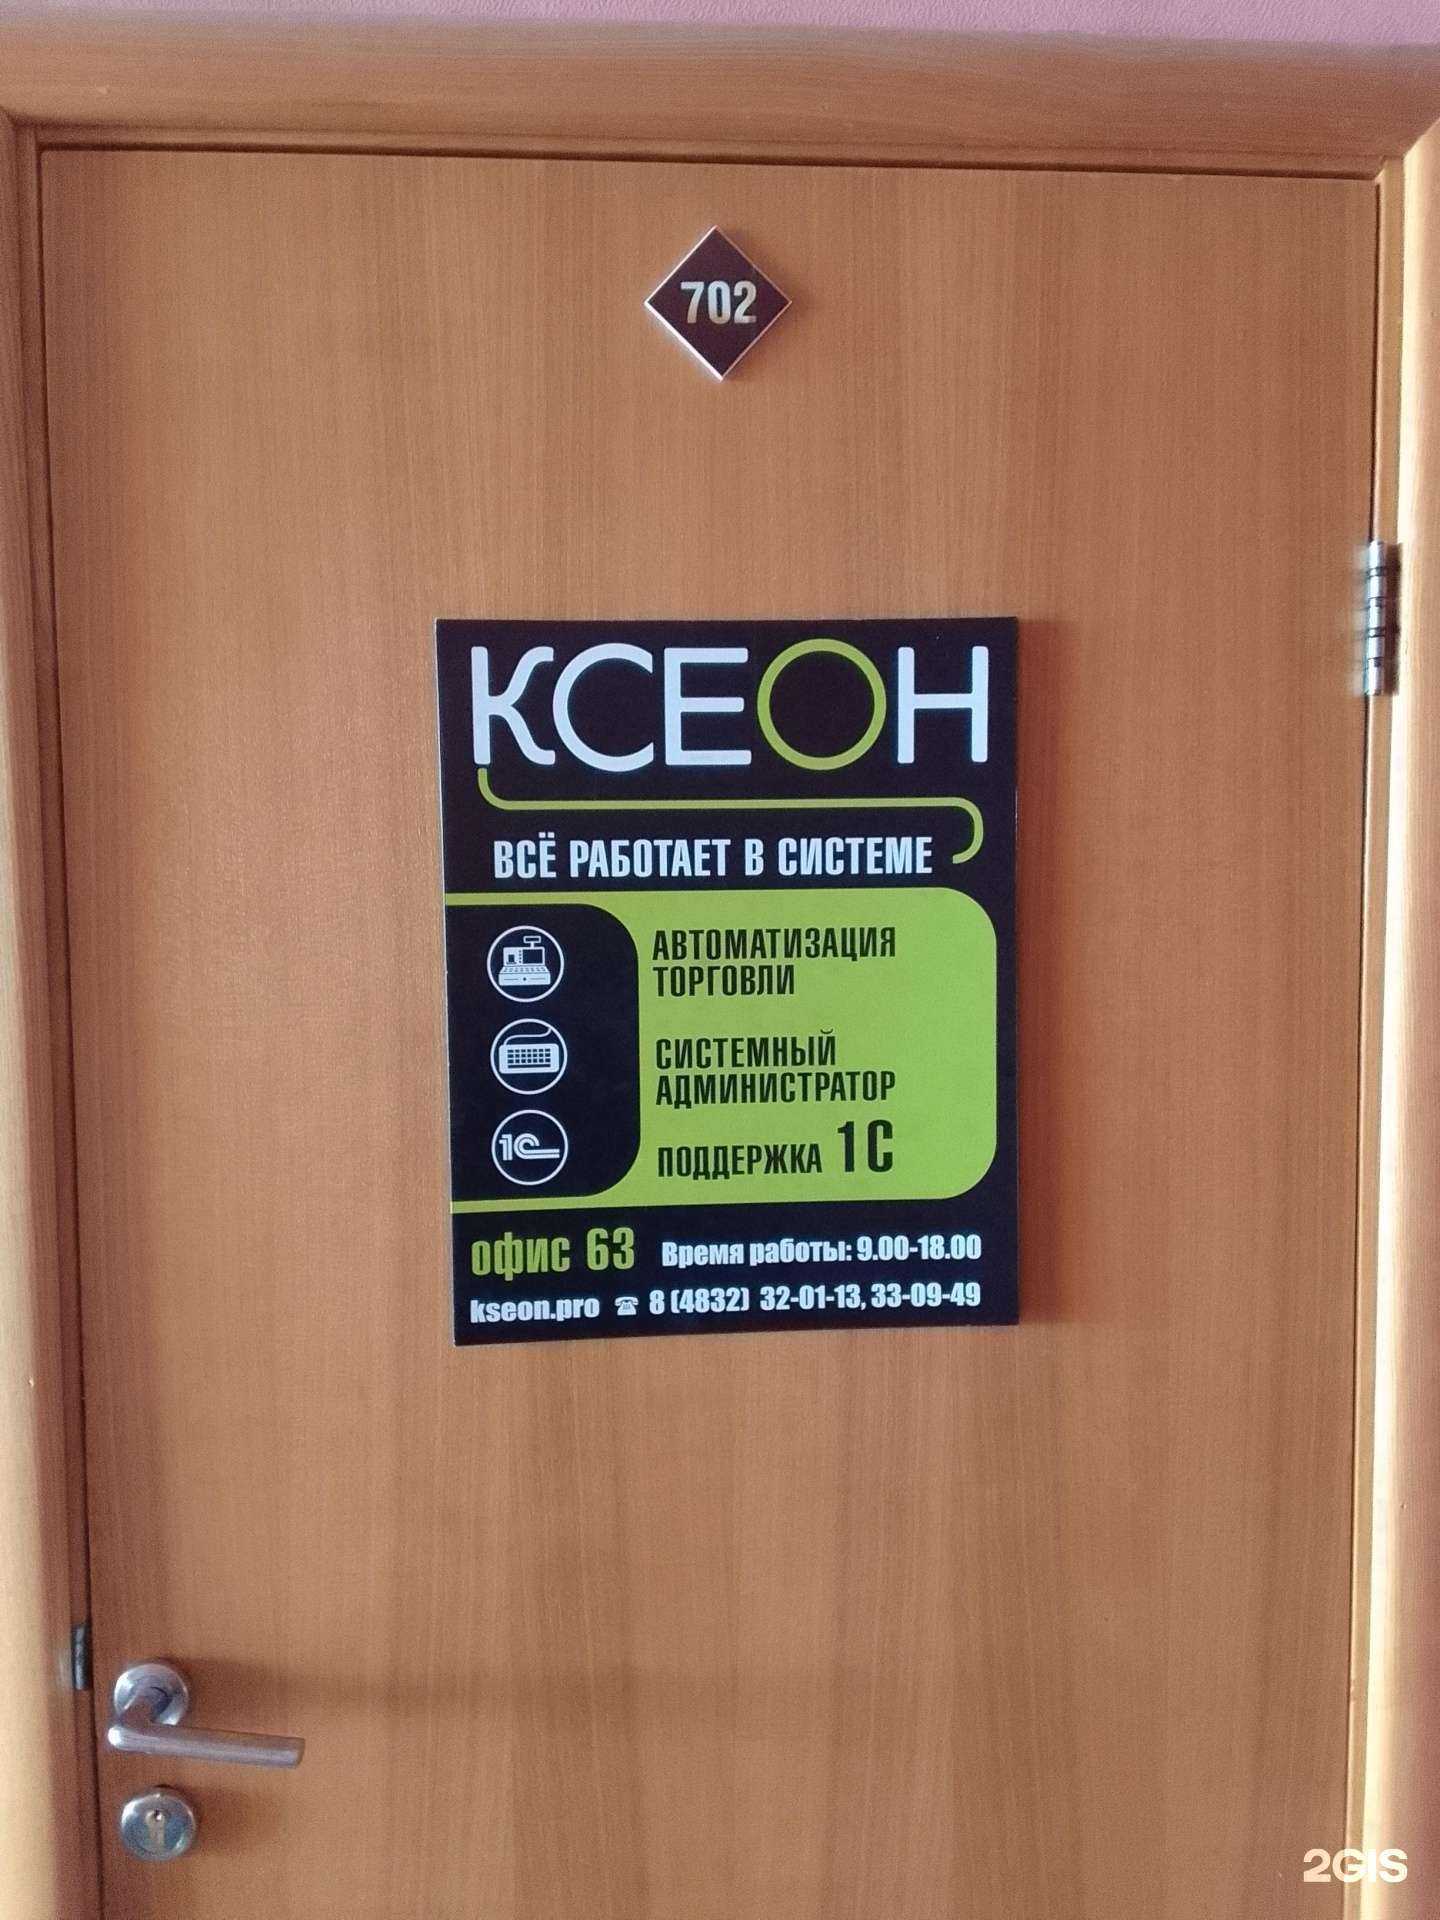 702
КСЕОН
ВСЁ РАБОТАЕТ В СИСТЕМЕ
АВТОМАТИЗАЦИЯ
ТОРГОВЛИ
СИСТЕМНЫЙ
АДМИНИСТРАТОР
1С
ПОДДЕРЖКА 1С
офис 63 Время работы: 9.00-18.00
kseon.pro ☎ 8 (4832) 32-01-13, 33-09-49
2GIS